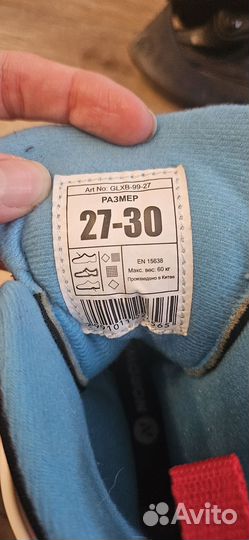 Art No: GLXB-99-27
РАЗМЕР
27-30
EN 15638
Макс. вес: 60 кг
Произведено в Китае
Avito